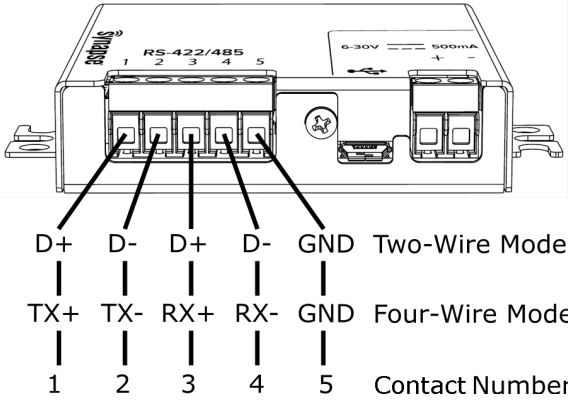 synapse
RS-422/485
1 2 3 4 5
6-30V 500mA
+ -
D+ D- D+ D- GND Two-Wire Mode
TX+ TX- RX+ RX- GND Four-Wire Mode
1 2 3 4 5 Contact Number